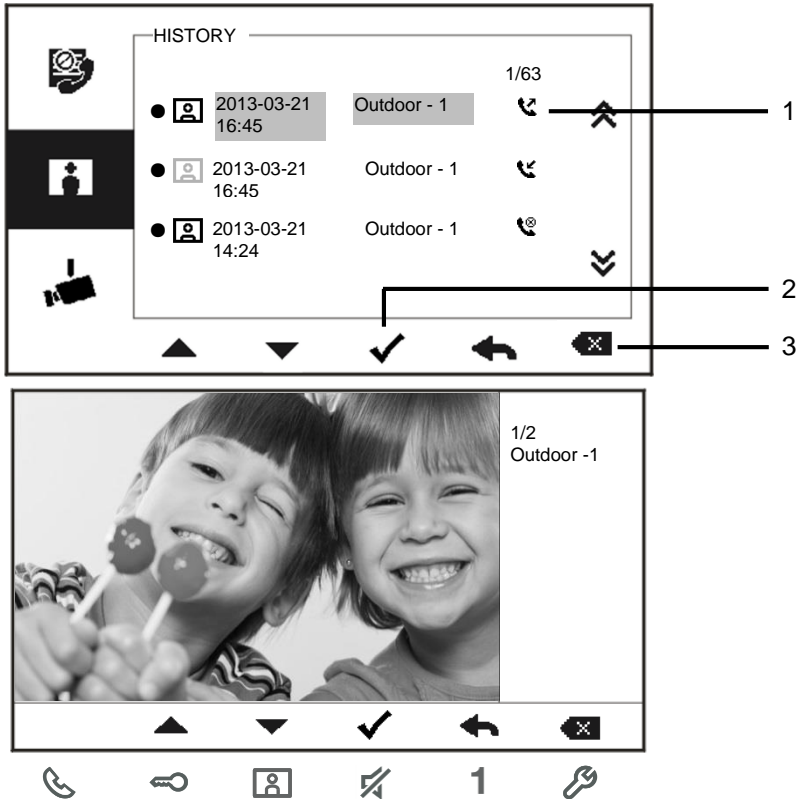 HISTORY
1/63
2013-03-21 Outdoor - 1
16:45
1
2013-03-21 Outdoor - 1
16:45
2013-03-21 Outdoor - 1
14:24
2
3
1/2
Outdoor -1
1